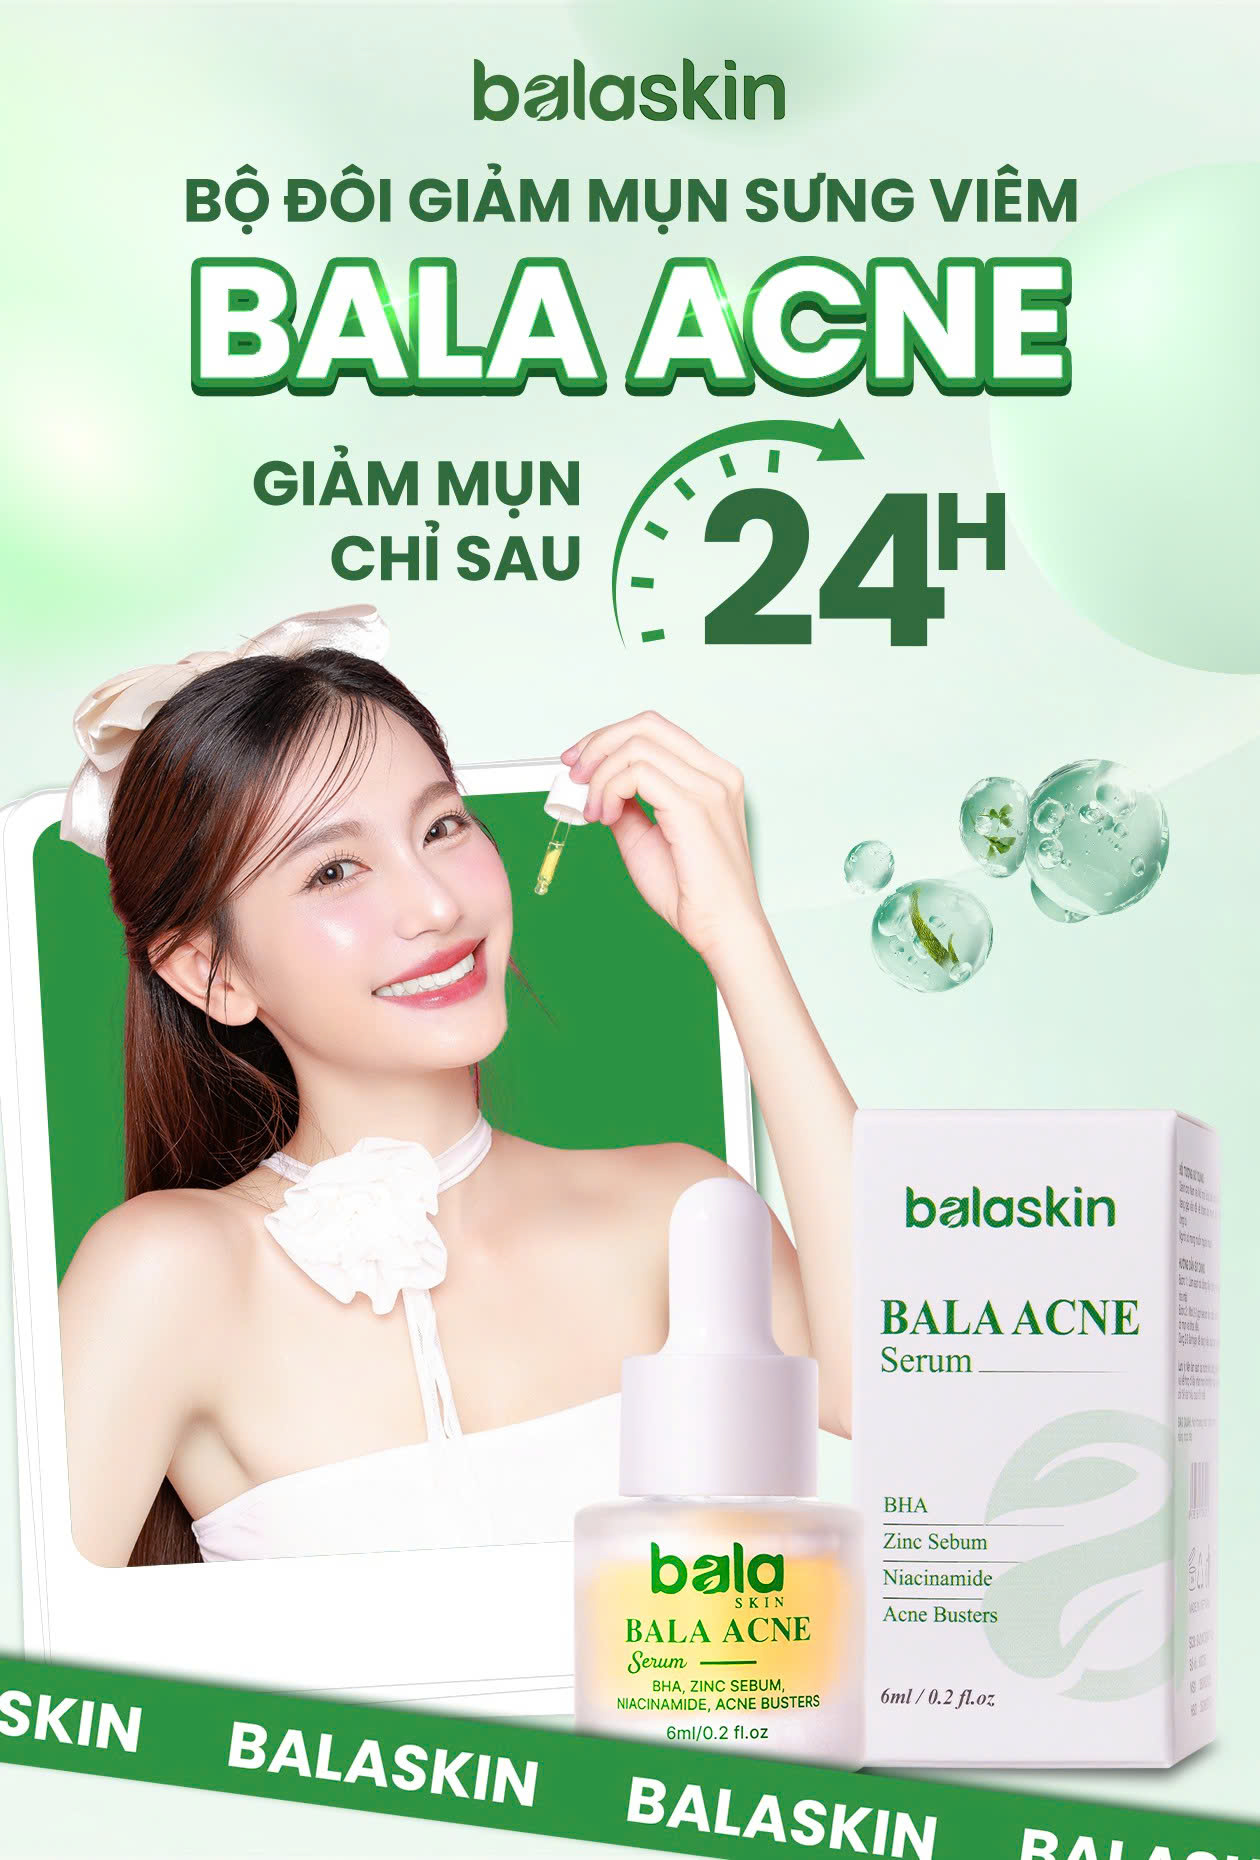 balaskin
BỘ ĐÔI GIẢM MỤN SƯNG VIÊM
BALA ACNE
GIẢM MỤN
CHỈ SAU
24H
balaskin
BALA ACNE
Serum
BHA
Zinc Sebum
Niacinamide
Acne Busters
6ml / 0.2 fl.oz
bala
SKIN
BALA ACNE
Serum
BHA, ZINC SEBUM,
NIACINAMIDE, ACNE BUSTERS
6ml/0.2 fl.oz
SKIN BALASKIN BALASKIN BALAS